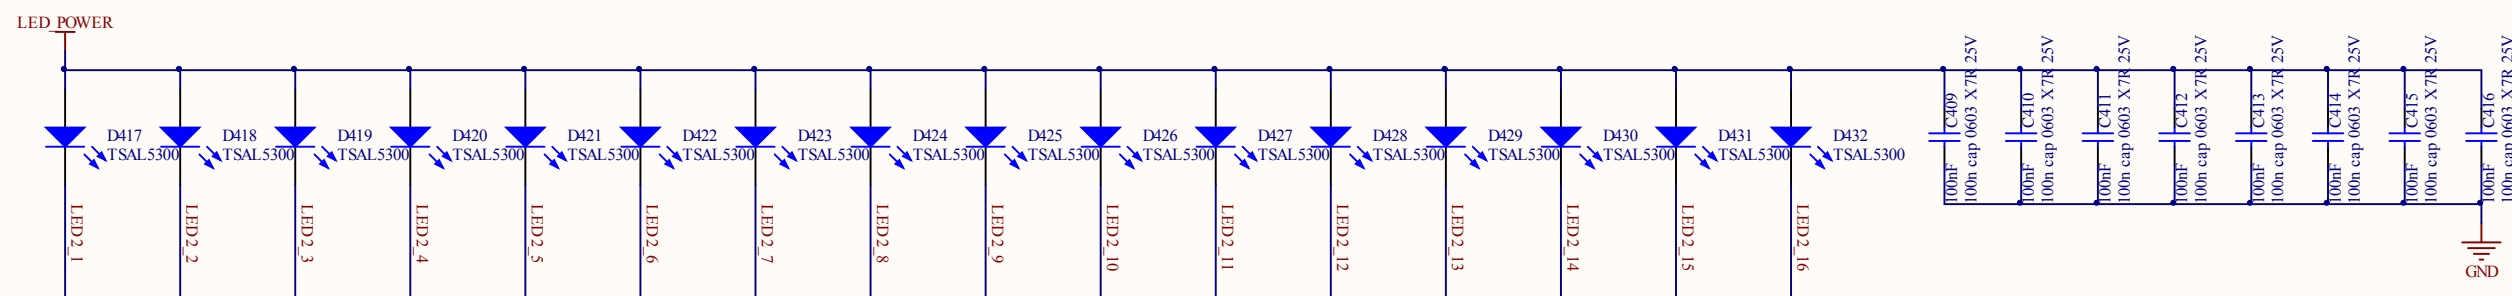 LED_POWER
D417
TSAL5300
D418
TSAL5300
D419
TSAL5300
D420
TSAL5300
D421
TSAL5300
D422
TSAL5300
D423
TSAL5300
D424
TSAL5300
D425
TSAL5300
D426
TSAL5300
D427
TSAL5300
D428
TSAL5300
D429
TSAL5300
D430
TSAL5300
D431
TSAL5300
D432
TSAL5300
C409
100nF
100n cap 0603 X7R 25V
C410
100nF
100n cap 0603 X7R 25V
C411
100nF
100n cap 0603 X7R 25V
C412
100nF
100n cap 0603 X7R 25V
C413
100nF
100n cap 0603 X7R 25V
C414
100nF
100n cap 0603 X7R 25V
C415
100nF
100n cap 0603 X7R 25V
C416
100nF
100n cap 0603 X7R 25V
LED2_1
LED2_2
LED2_3
LED2_4
LED2_5
LED2_6
LED2_7
LED2_8
LED2_9
LED2_10
LED2_11
LED2_12
LED2_13
LED2_14
LED2_15
LED2_16
GND